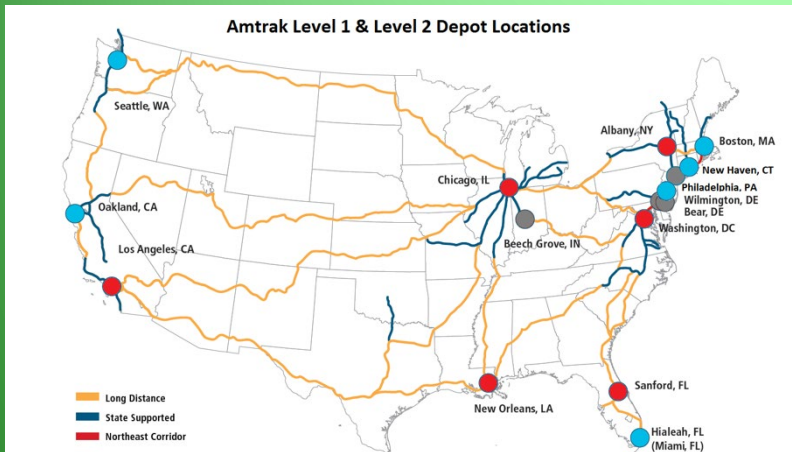 Amtrak Level 1 & Level 2 Depot Locations
Seattle, WA
Albany, NY
Boston, MA
New Haven, CT
Chicago, IL
Philadelphia, PA
Wilmington, DE
Bear, DE
Oakland, CA
Washington, DC
Beech Grove, IN
Los Angeles, CA
Sanford, FL
New Orleans, LA
Hialeah, FL
(Miami, FL)
Long Distance
State Supported
Northeast Corridor